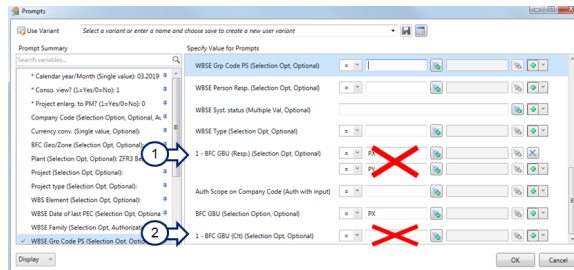 Prompts
Use Variant
Select a variant or enter a name and choose save to create a new user variant
Prompt Summary
Specify Value for Prompts
Search variables...
* Calendar year/Month (Single value): 03.2019
* Conso. view? (1=Yes/0=No): 1
* Project enlarg. to PM? (1=Yes/0=No): 0
Company Code (Selection Option, Optional, Au
Currency conv. (Single value, Optional):
BFC Geo/Zone (Selection Opt, Optional):
Plant (Selection Optional): ZFR3 Be
Project (Selection Opt, Optional):
Project type (Selection Opt, Optional):
WBS Element (Selection Opt, Optional):
WBSE Date of last PEC (Selection Opt, Optiona
WBSE Family (Selection Opt, Authorizati
WBSE Grp Code PS (Selection Opt, Optio
WBSE Grp Code PS (Selection Opt, Optional)
=
WBSE Person Resp. (Selection Opt, Optional)
=
WBSE Syst. status (Multiple Val, Optional)
WBSE Type (Selection Opt, Optional)
=
1
1 - BFC GBU (Resp.) (Selection Opt, Optional)
= PX
= PY
Auth Scope on Company Code (Auth with input)
=
BFC GBU (Selection Option, Optional)
= PX
2
1 - BFC GBU (Clt) (Selection Opt, Optional)
=
Display
OK
Cancel